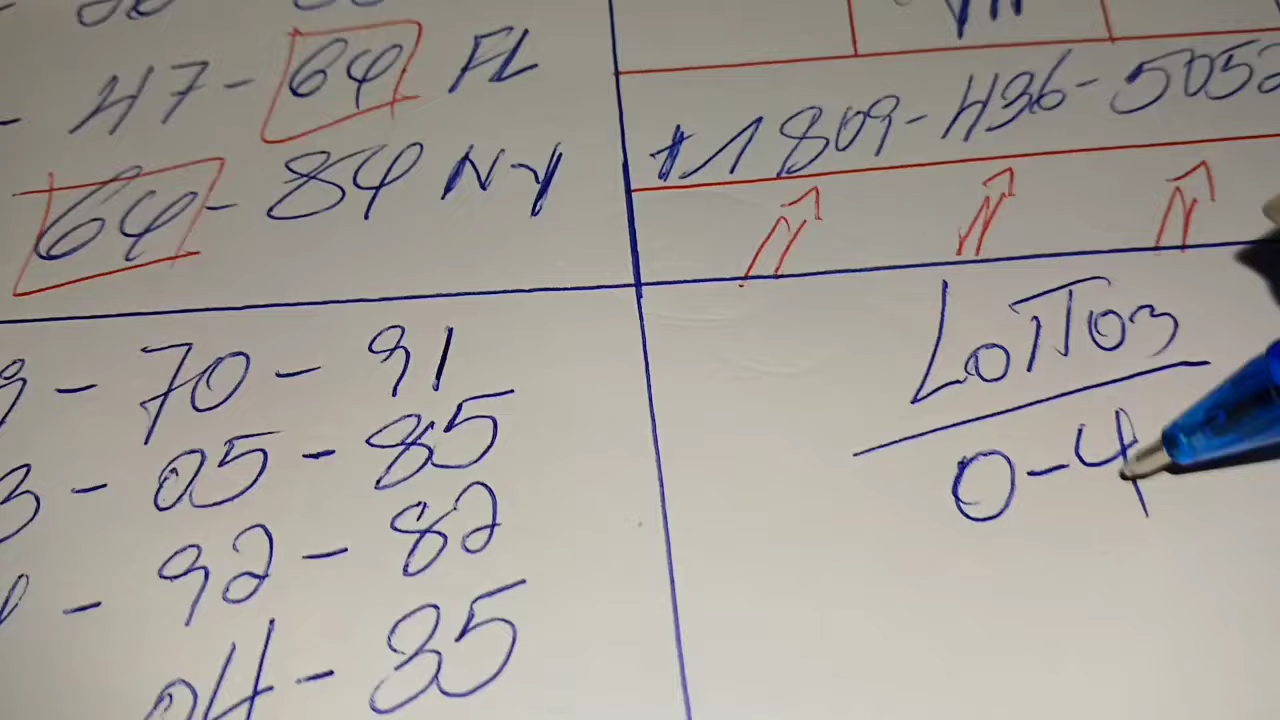 - 47-64 FL
64-84 N-Y
+1 809-436-5052
9-70-91
3-05-85
- 92-82
04-35
LOTTO3
0-4